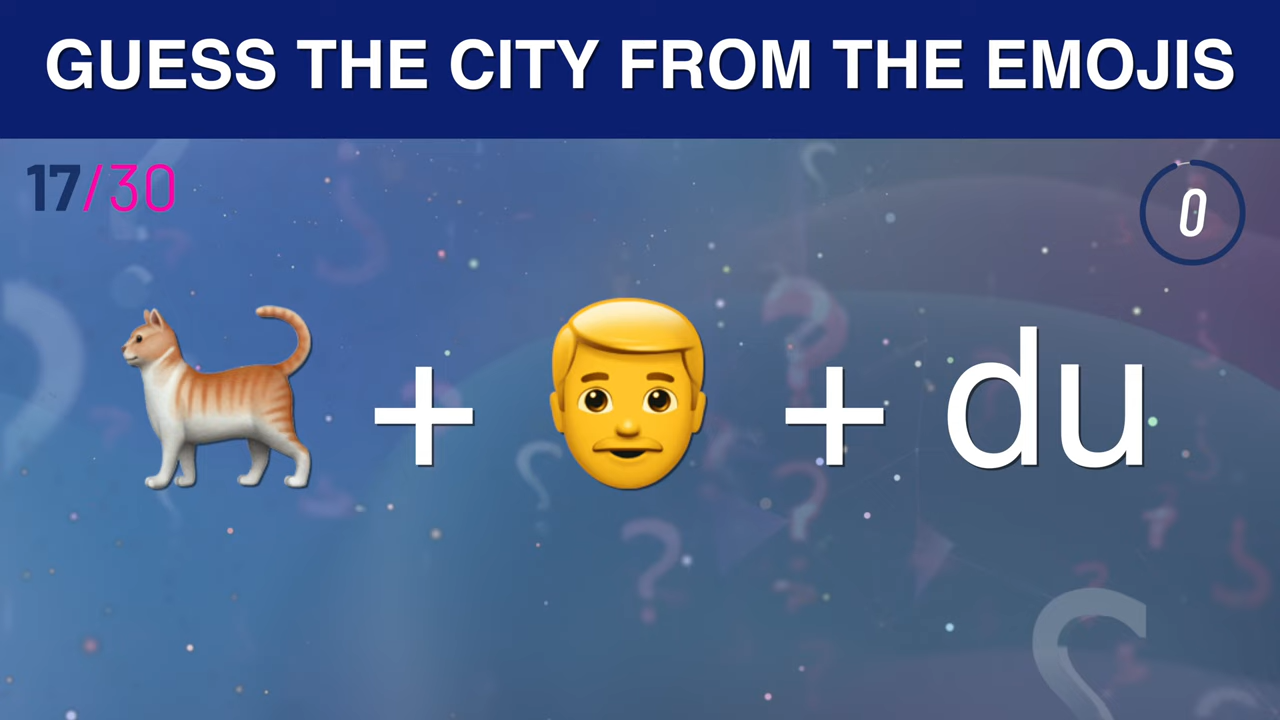 GUESS THE CITY FROM THE EMOJIS
17/30
0
+ + du